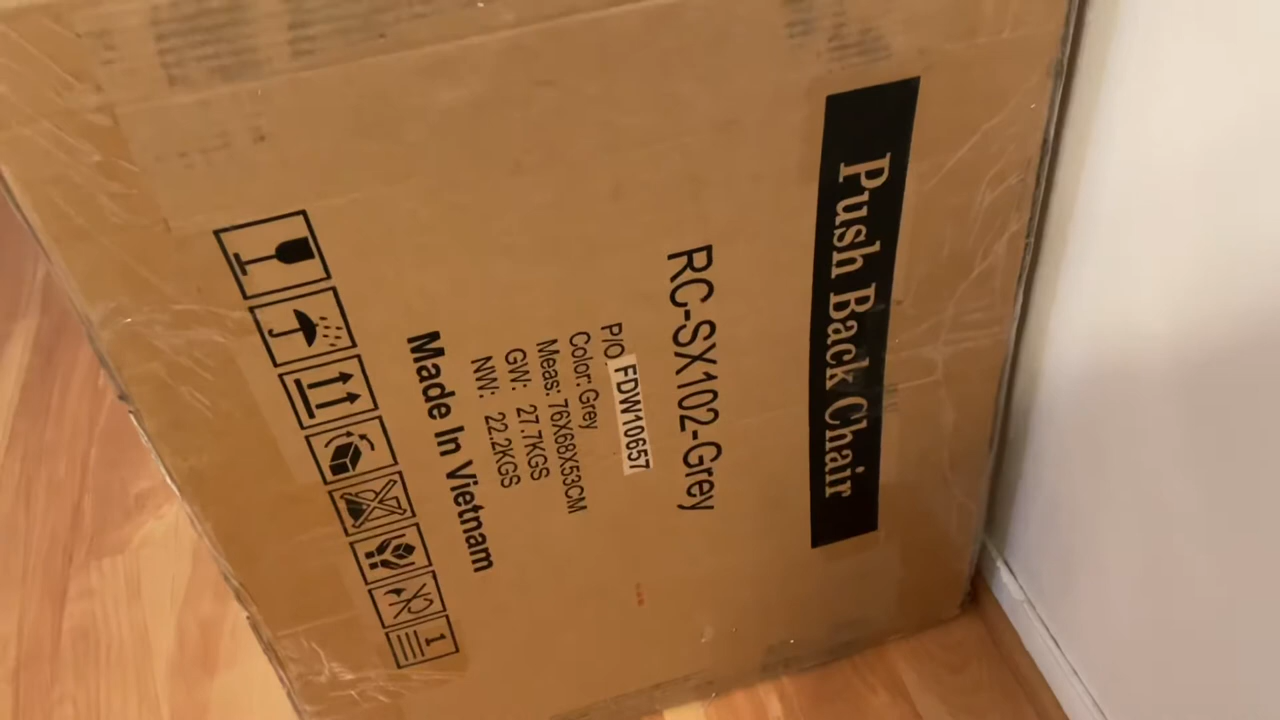 Push Back Chair
RC-SX102-Grey
P/O FDW10657
Color: Grey
Meas: 76X68X53CM
GW: 27.7KGS
NW: 22.2KGS
Made In Vietnam
1